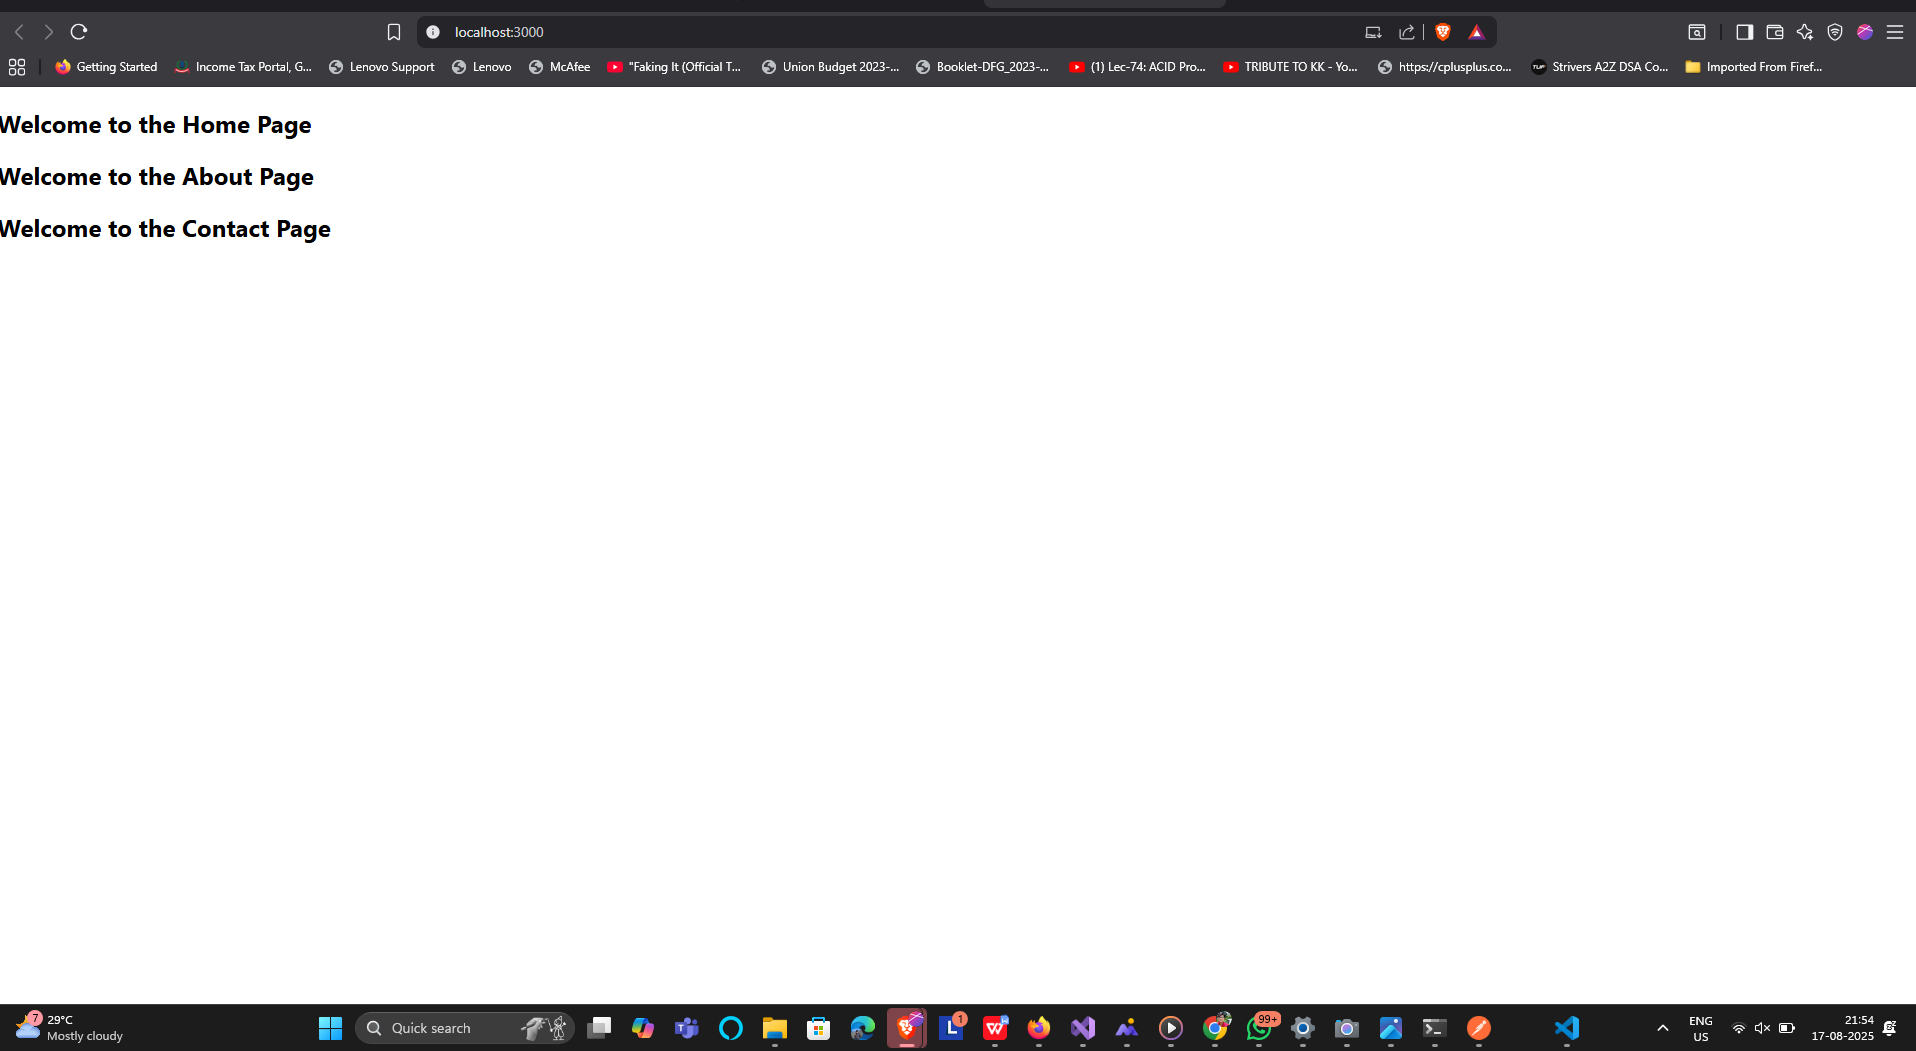 localhost:3000
Getting Started
Income Tax Portal, G...
Lenovo Support
Lenovo
McAfee
"Faking It (Official T...
Union Budget 2023-...
Booklet-DFG_2023-...
(1) Lec-74: ACID Pro...
TRIBUTE TO KK - Yo...
https://cplusplus.co...
TUF
Strivers A2Z DSA Co...
Imported From Firef...
Welcome to the Home Page
Welcome to the About Page
Welcome to the Contact Page
7
29°C
Mostly cloudy
Quick search
L
1
W
99+
ENG
US
21:54
17-08-2025